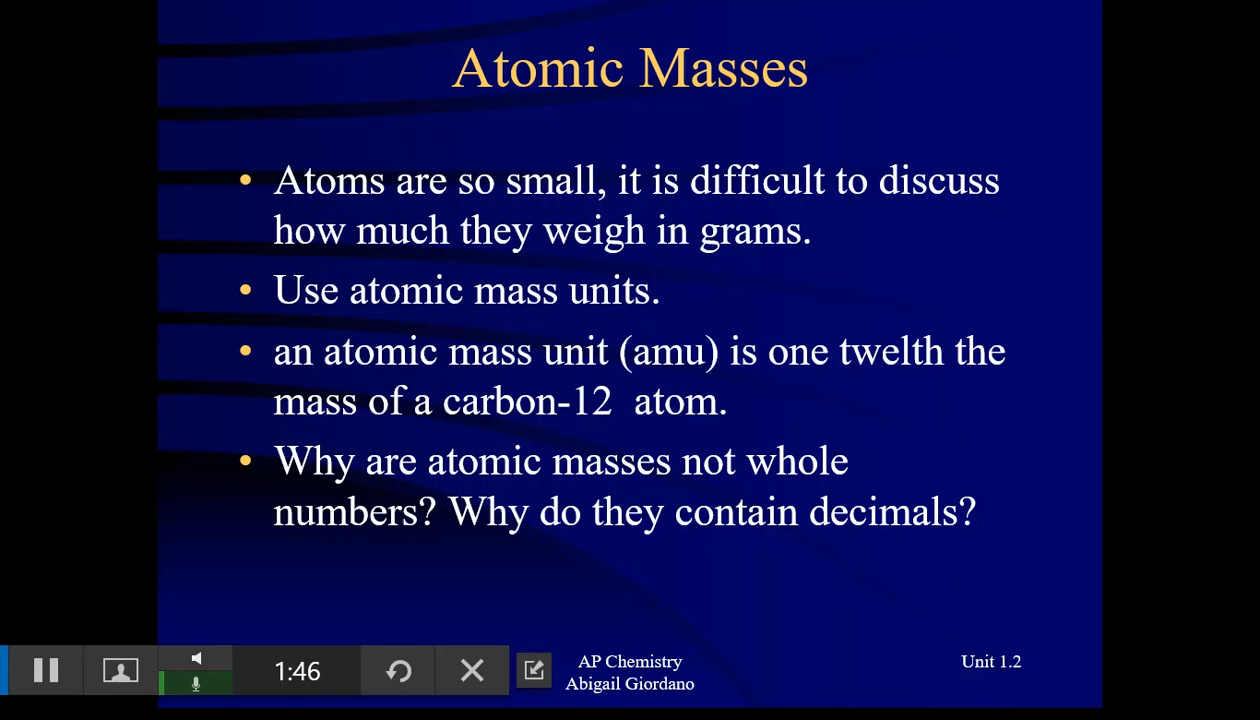 Atomic Masses
• Atoms are so small, it is difficult to discuss
how much they weigh in grams.
• Use atomic mass units.
• an atomic mass unit (amu) is one twelth the
mass of a carbon-12  atom.
• Why are atomic masses not whole
numbers? Why do they contain decimals?
1:46
AP Chemistry
Abigail Giordano
Unit 1.2